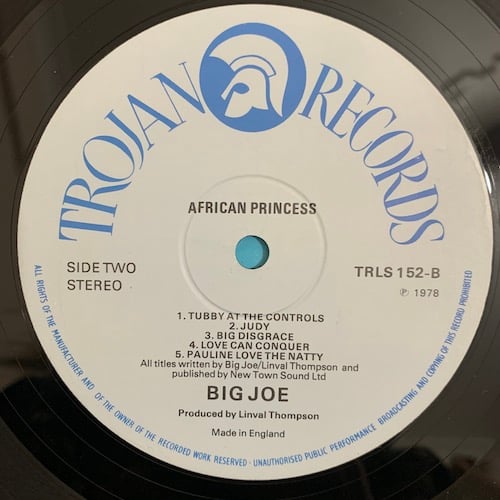 TROJAN RECORDS
AFRICAN PRINCESS
SIDE TWO
STEREO
TRLS 152-B
℗ 1978
1. TUBBY AT THE CONTROLS
2. JUDY
3. BIG DISGRACE
4. LOVE CAN CONQUER
5. PAULINE LOVE THE NATTY
All titles written by Big Joe/Linval Thompson and
published by New Town Sound Ltd
BIG JOE
Produced by Linval Thompson
Made in England
ALL RIGHTS OF THE MANUFACTURER AND OF THE OWNER OF THE RECORDED WORK RESERVED · UNAUTHORISED PUBLIC PERFORMANCE BROADCASTING AND COPYING OF THIS RECORD PROHIBITED